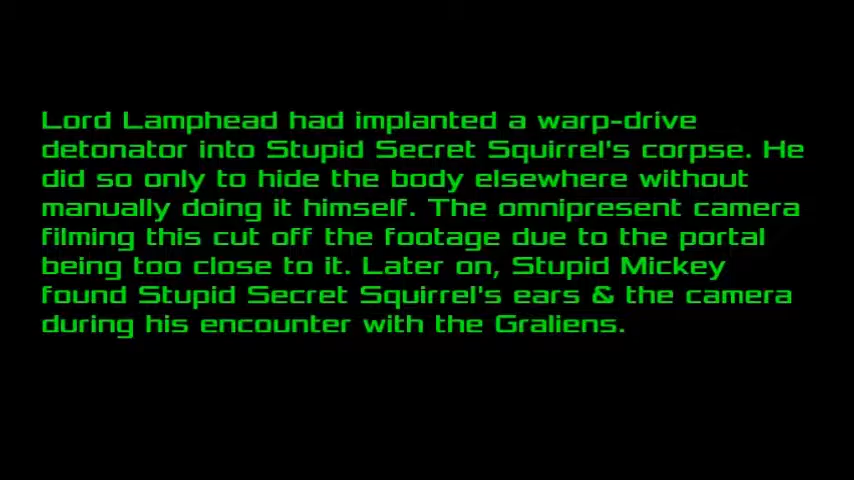 Lord Lamphead had implanted a warp-drive
detonator into Stupid Secret Squirrel's corpse. He
did so only to hide the body elsewhere without
manually doing it himself. The omnipresent camera
filming this cut off the footage due to the portal
being too close to it. Later on, Stupid Mickey
found Stupid Secret Squirrel's ears & the camera
during his encounter with the Graliens.